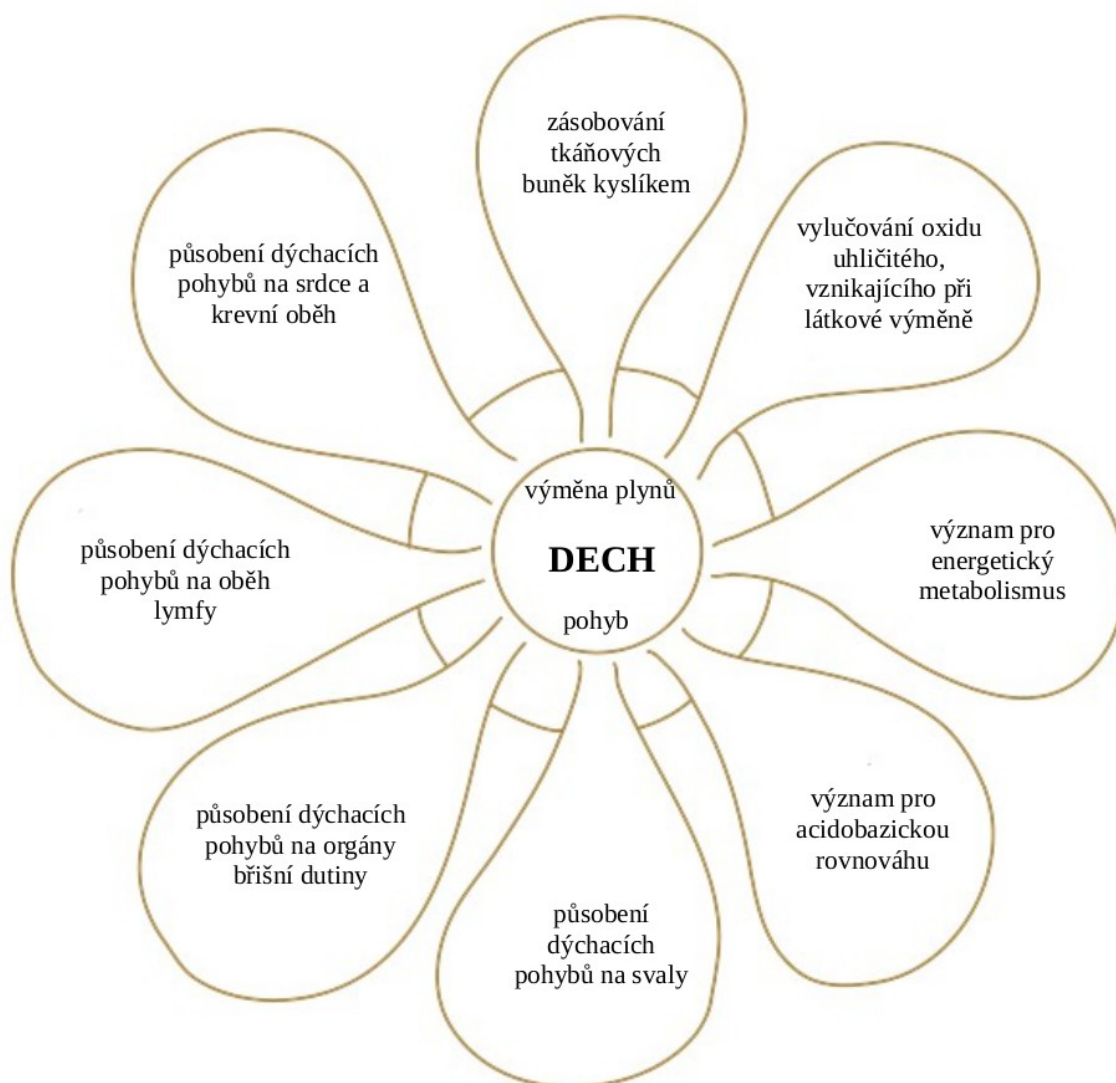 zásobování
tkáňových
buněk kyslíkem
vylučování oxidu
uhličitého,
vznikajícího při
látkové výměně
význam pro
energetický
metabolismus
význam pro
acidobazickou
rovnováhu
působení
dýchacích
pohybů na svaly
působení dýchacích
pohybů na orgány
břišní dutiny
působení dýchacích
pohybů na oběh
lymfy
působení dýchacích
pohybů na srdce a
krevní oběh
výměna plynů
DECH
pohyb